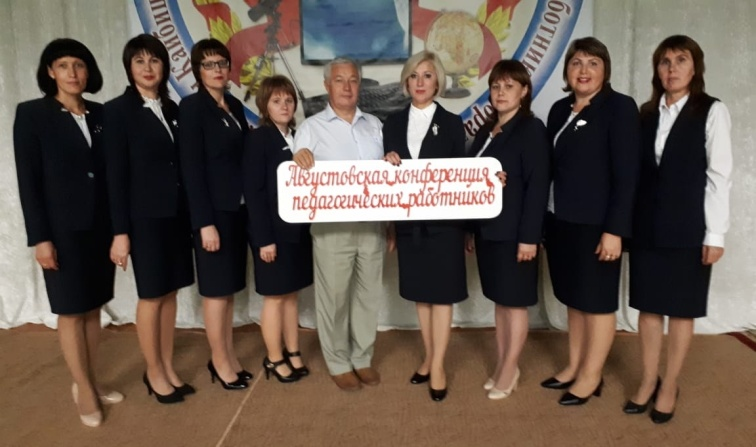 Августовская конференция
педагогических работников